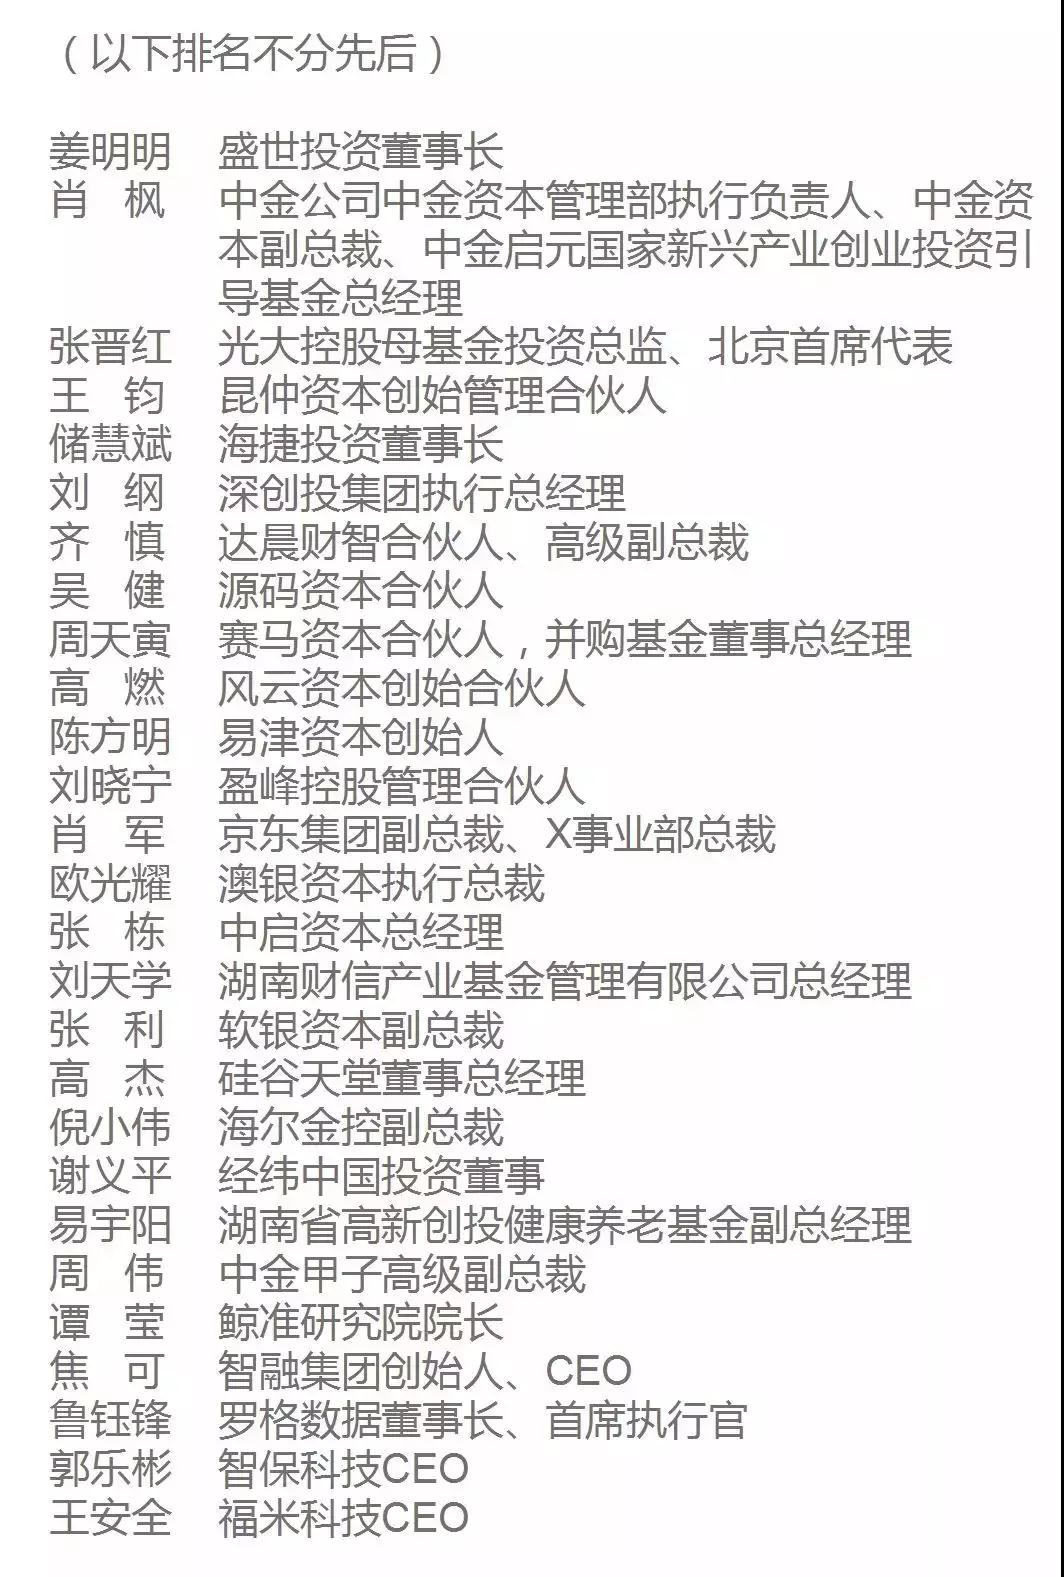 （以下排名不分先后）
姜明明 盛世投资董事长
肖 枫 中金公司中金资本管理部执行负责人、中金资
本副总裁、中金启元国家新兴产业创业投资引
导基金总经理
张晋红 光大控股母基金投资总监、北京首席代表
王 钧 昆仲资本创始管理合伙人
储慧斌 海捷投资董事长
刘 纲 深创投集团执行总经理
齐 慎 达晨财智合伙人、高级副总裁
吴 健 源码资本合伙人
周天寅 赛马资本合伙人，并购基金董事总经理
高 燃 风云资本创始合伙人
陈方明 易津资本创始人
刘晓宁 盈峰控股管理合伙人
肖 军 京东集团副总裁、X事业部总裁
欧光耀 澳银资本执行总裁
张 栋 中启资本总经理
刘天学 湖南财信产业基金管理有限公司总经理
张 利 软银资本副总裁
高 杰 硅谷天堂董事总经理
倪小伟 海尔金控副总裁
谢义平 经纬中国投资董事
易宇阳 湖南省高新创投健康养老基金副总经理
周 伟 中金甲子高级副总裁
谭 莹 鲸准研究院院长
焦 可 智融集团创始人、CEO
鲁钰锋 罗格数据董事长、首席执行官
郭乐彬 智保科技CEO
王安全 福米科技CEO